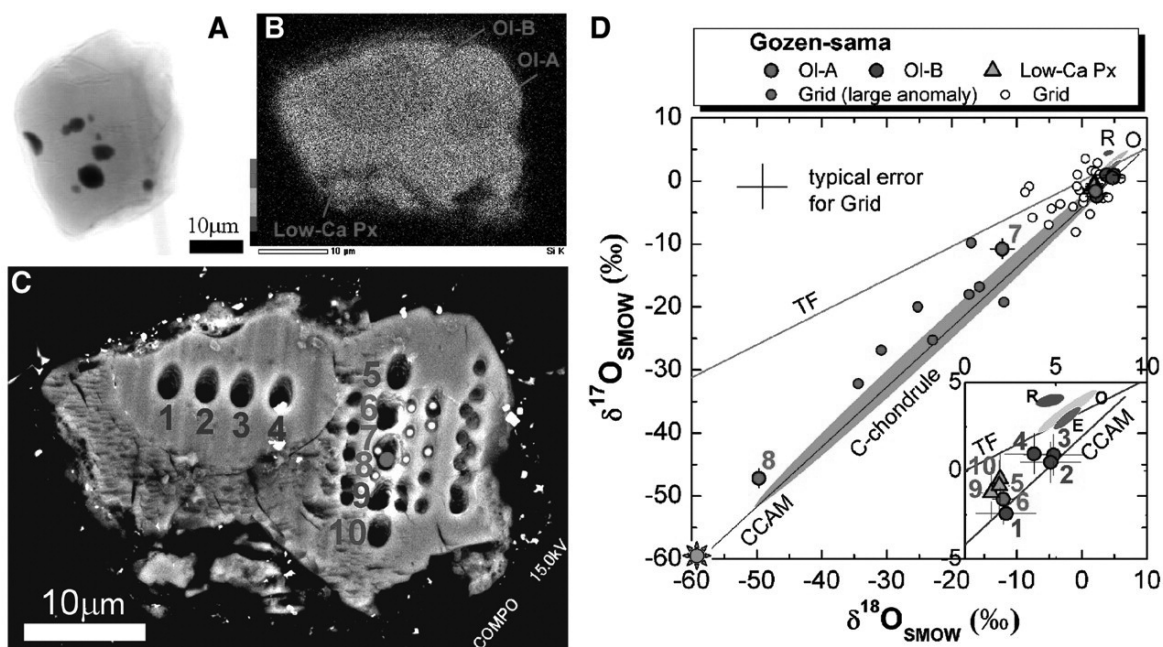 A
10μm
B
Ol-B
Ol-A
Low-Ca Px
10 μm
Si K
C
1
2
3
4
5
6
7
8
9
10
10μm
COMPO
15.0kV
D
Gozen-sama
Ol-A
Ol-B
Low-Ca Px
Grid (large anomaly)
Grid
10
0
-10
-20
-30
-40
-50
-60
δ17OSMOW (‰)
-60
-50
-40
-30
-20
-10
0
10
δ18OSMOW (‰)
typical error
for Grid
R
O
7
8
TF
C-chondrule
CCAM
0
5
10
5
0
5
R
O
E
TF
CCAM
4
3
2
10
5
9
6
1